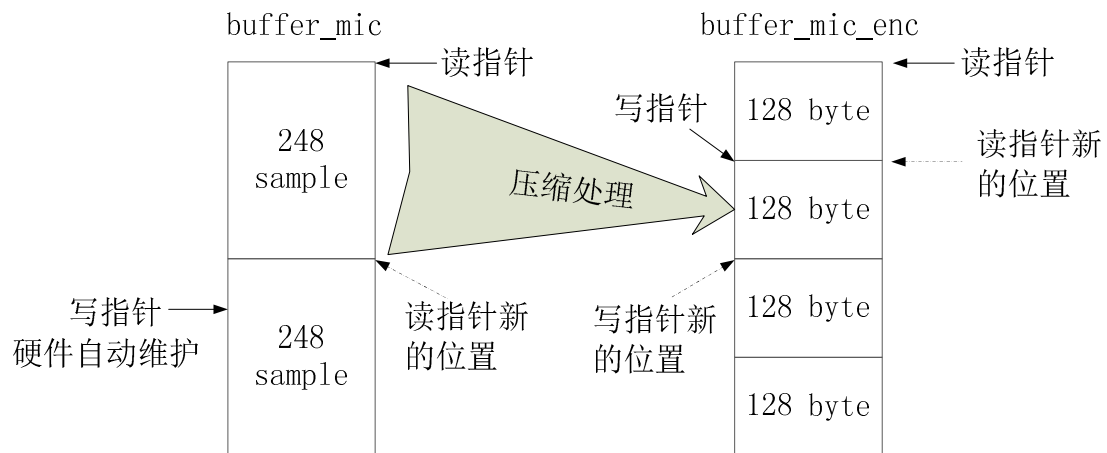 buffer_mic
buffer_mic_enc
读指针
248
sample
写指针
硬件自动维护
248
sample
读指针新
的位置
压缩处理
写指针
写指针新
的位置
128 byte
128 byte
128 byte
128 byte
读指针
读指针新
的位置